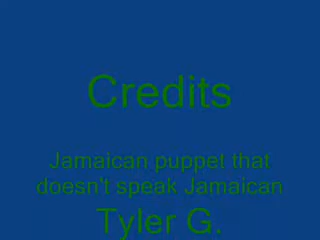 Credits
Jamaican puppet that
doesn't speak Jamaican
Tyler G.